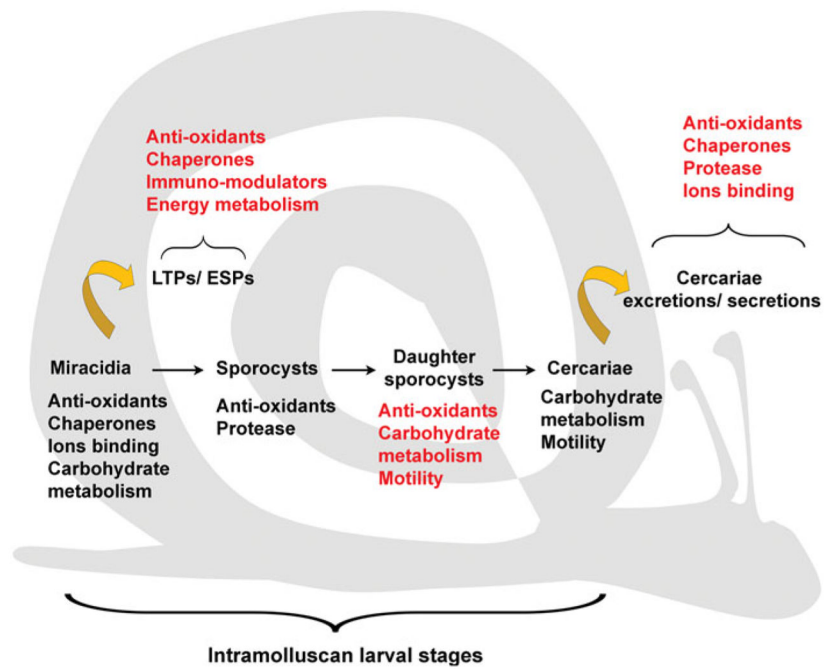 Anti-oxidants
Chaperones
Immuno-modulators
Energy metabolism
Anti-oxidants
Chaperones
Protease
Ions binding
LTPs/ ESPs
Cercariae
excretions/ secretions
Miracidia
Anti-oxidants
Chaperones
Ions binding
Carbohydrate
metabolism
Sporocysts
Anti-oxidants
Protease
Daughter
sporocysts
Anti-oxidants
Carbohydrate
metabolism
Motility
Cercariae
Carbohydrate
metabolism
Motility
Intramolluscan larval stages